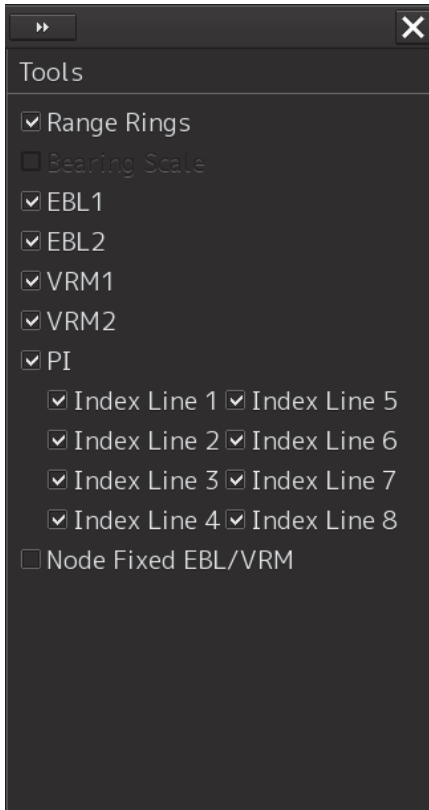 Tools
Range Rings
Bearing Scale
EBL1
EBL2
VRM1
VRM2
PI
Index Line 1 Index Line 5
Index Line 2 Index Line 6
Index Line 3 Index Line 7
Index Line 4 Index Line 8
Node Fixed EBL/VRM